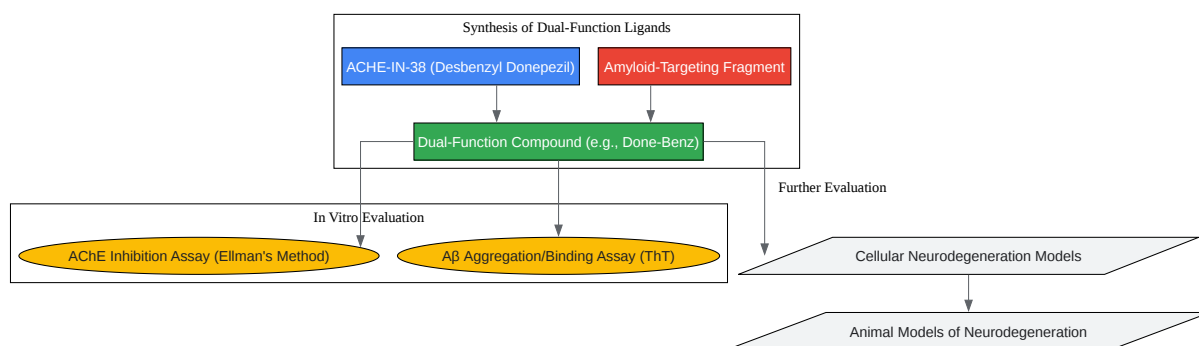 Synthesis of Dual-Function Ligands
ACHE-IN-38 (Desbenzyl Donepezil)
Amyloid-Targeting Fragment
Dual-Function Compound (e.g., Done-Benz)
Further Evaluation
In Vitro Evaluation
AChE Inhibition Assay (Ellman's Method)
Aβ Aggregation/Binding Assay (ThT)
Cellular Neurodegeneration Models
Animal Models of Neurodegeneration